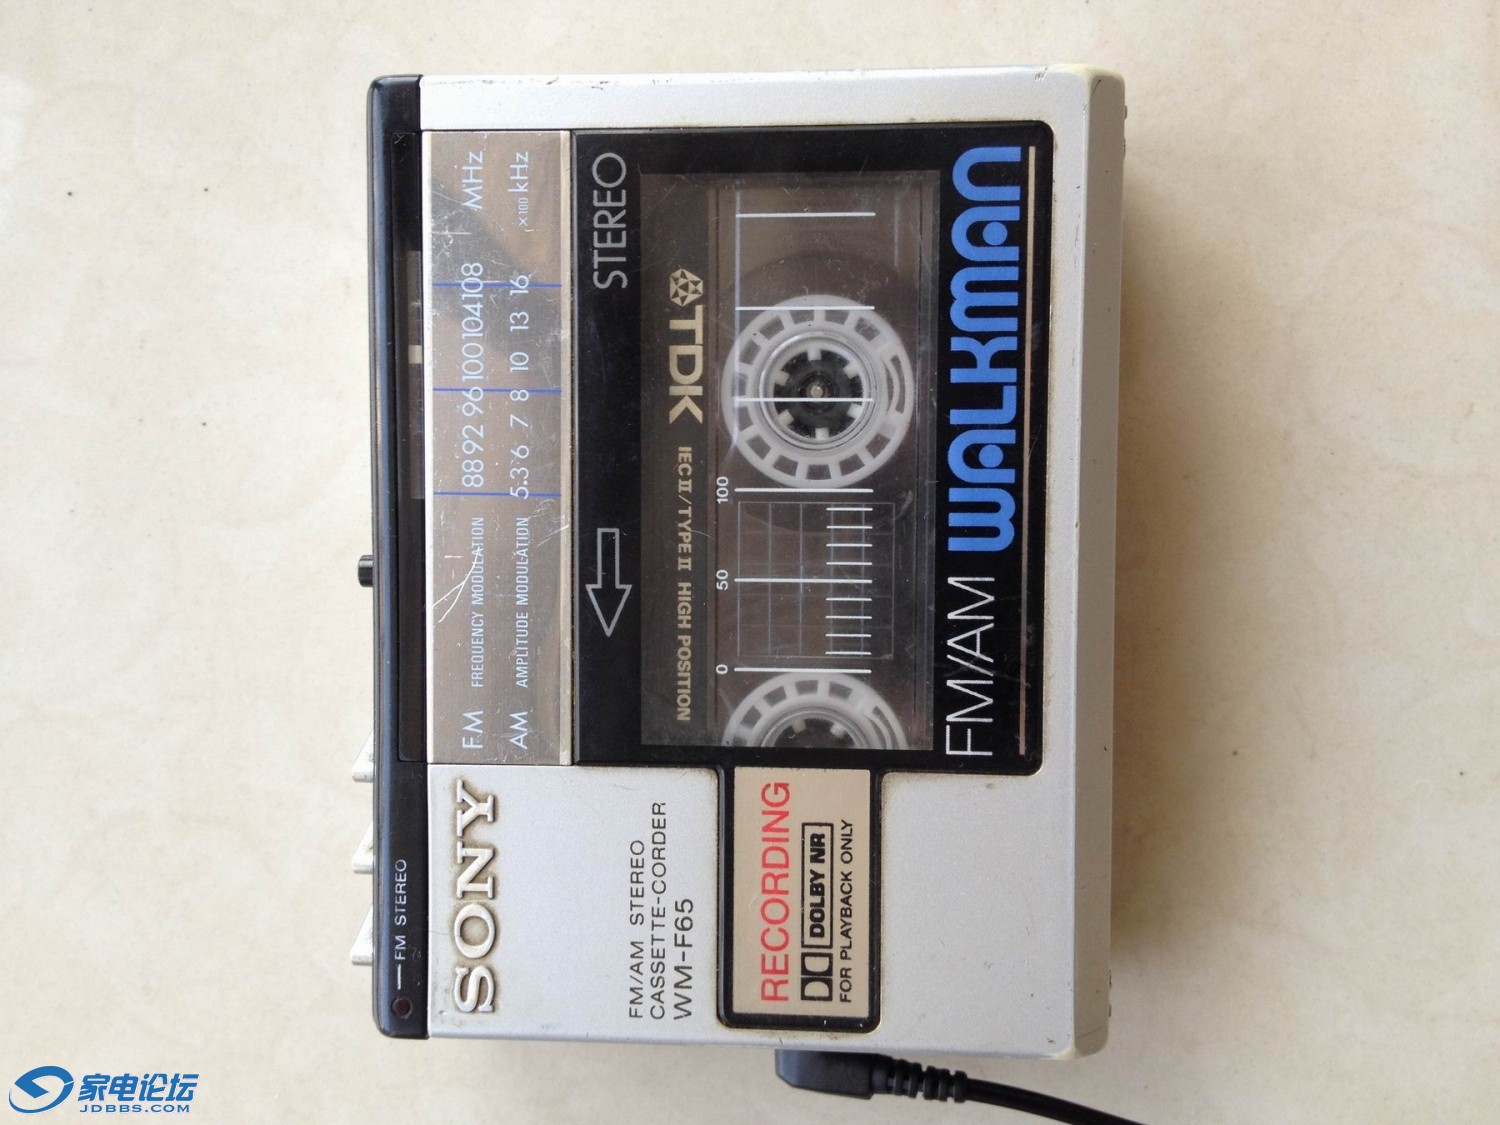 SONY
FM FREQUENCY MODULATION 88 92 96 100 104 108 MHz
AM AMPLITUDE MODULATION 5.3 6 7 8 10 13 16 ×100 kHz
— FM STEREO
FM/AM STEREO
CASSETTE-CORDER
WM-F65
STEREO
TDK
IEC II / TYPE II HIGH POSITION
0 50 100
RECORDING
DOLBY NR
FOR PLAYBACK ONLY
FM/AM WALKMAN
家电论坛
JDBBS.COM